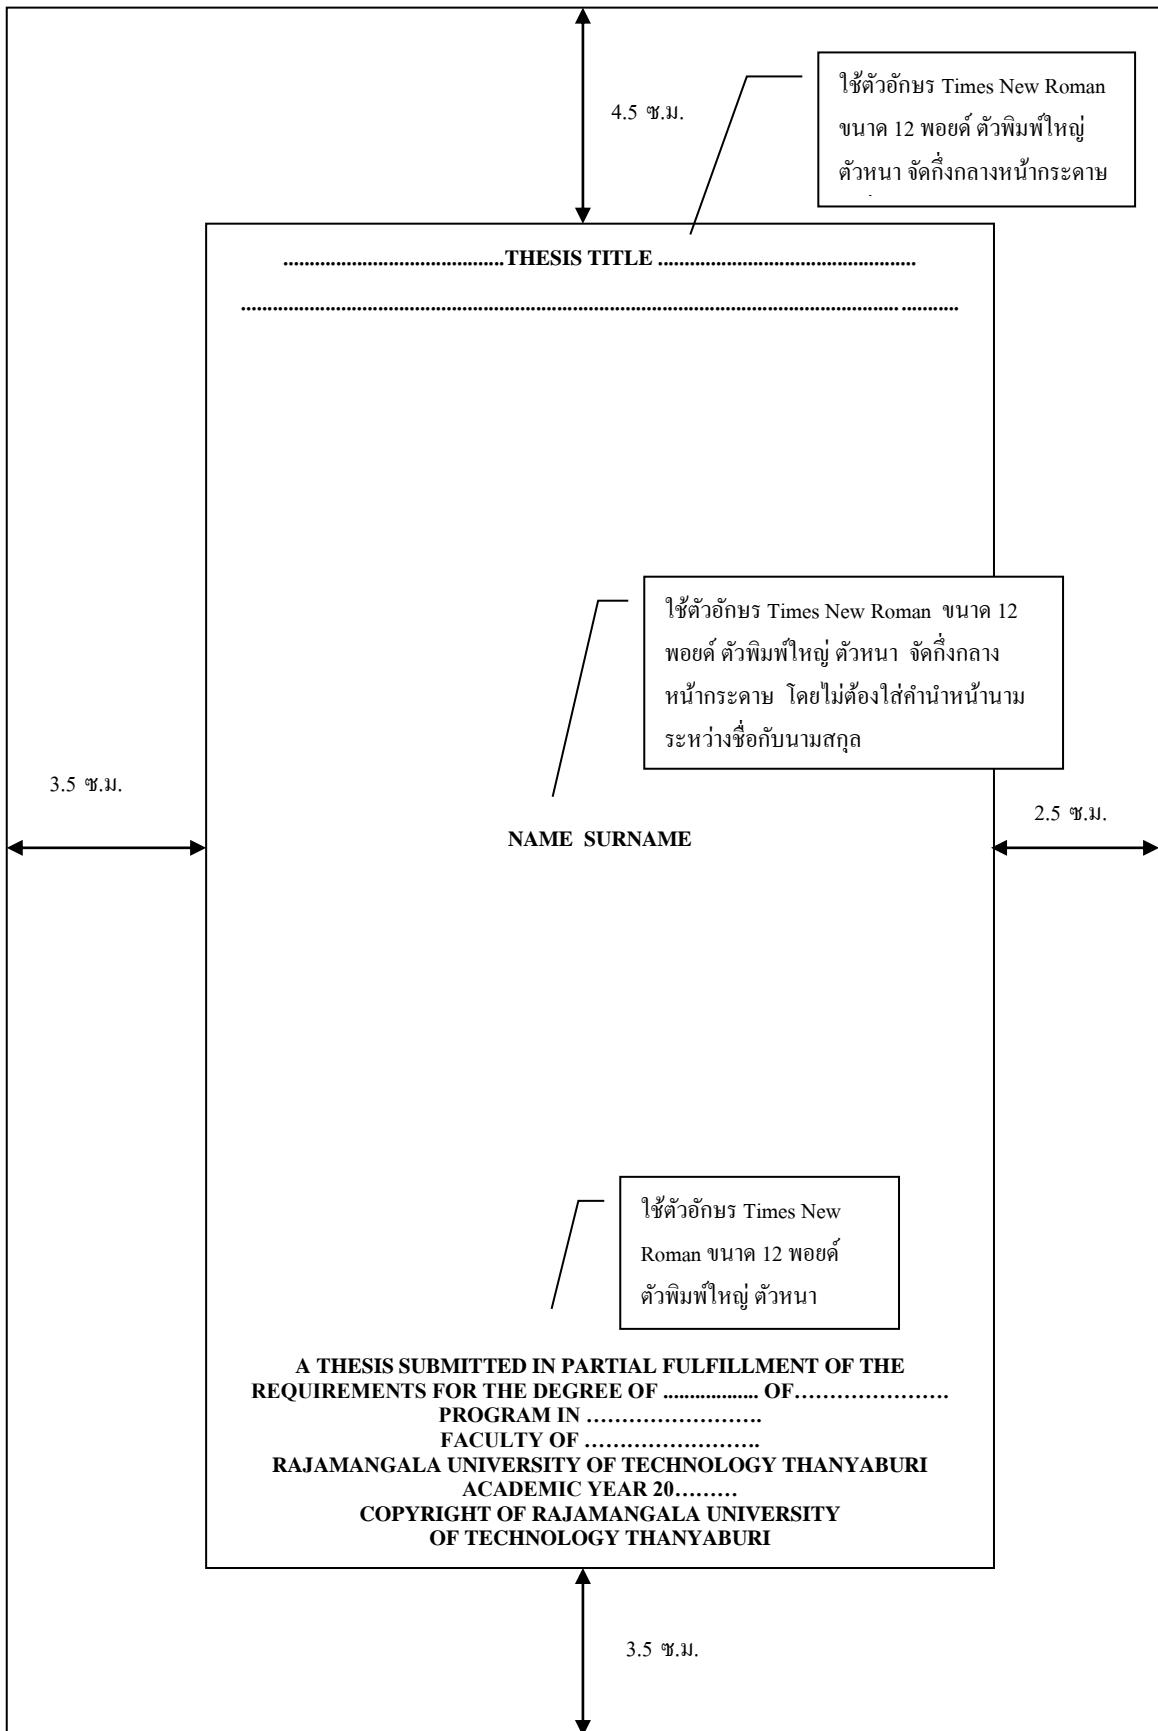 4.5 ซ.ม.
ใช้ตัวอักษร Times New Roman
ขนาด 12 พอยด์ ตัวพิมพ์ใหญ่
ตัวหนา จัดกึ่งกลางหน้ากระดาษ
..........................................THESIS TITLE .................................................
............................................................................................................................. ...........
ใช้ตัวอักษร Times New Roman ขนาด 12
พอยด์ ตัวพิมพ์ใหญ่ ตัวหนา จัดกึ่งกลาง
หน้ากระดาษ โดยไม่ต้องใส่คำนำหน้านาม
ระหว่างชื่อกับนามสกุล
3.5 ซ.ม.
2.5 ซ.ม.
NAME SURNAME
ใช้ตัวอักษร Times New
Roman ขนาด 12 พอยด์
ตัวพิมพ์ใหญ่ ตัวหนา
A THESIS SUBMITTED IN PARTIAL FULFILLMENT OF THE
REQUIREMENTS FOR THE DEGREE OF .................. OF………………….
PROGRAM IN …………………….
FACULTY OF …………………….
RAJAMANGALA UNIVERSITY OF TECHNOLOGY THANYABURI
ACADEMIC YEAR 20………
COPYRIGHT OF RAJAMANGALA UNIVERSITY
OF TECHNOLOGY THANYABURI
3.5 ซ.ม.